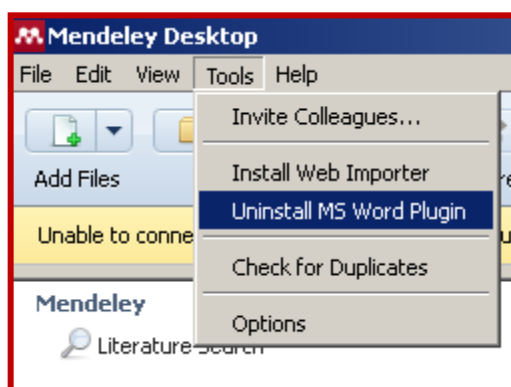 Mendeley Desktop
File Edit View Tools Help
Invite Colleagues...
Add Files
Install Web Importer
Uninstall MS Word Plugin
Unable to conne
Check for Duplicates
Mendeley
Options
Literature Search